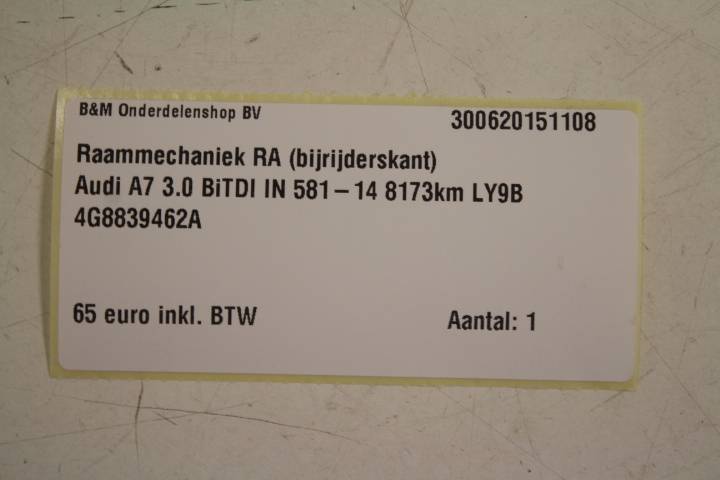 B&M Onderdelenshop BV 300620151108
Raammechaniek RA (bijrijderskant)
Audi A7 3.0 BiTDI IN 581-14 8173km LY9B
4G8839462A
65 euro inkl. BTW Aantal: 1